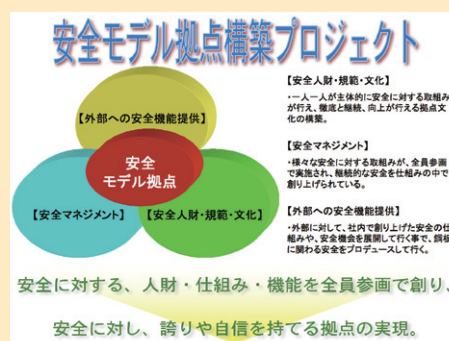 安全モデル拠点構築プロジェクト
【外部への安全機能提供】
安全
モデル拠点
【安全マネジメント】
【安全人財・規範・文化】
【安全人財・規範・文化】
・一人一人が主体的に安全に対する取組み
が行え、徹底と継続、向上が行える拠点文
化の構築。
【安全マネジメント】
・様々な安全に対する取組みが、全員参画
で実施され、継続的な安全を仕組みの中で
創り上げられている。
【外部への安全機能提供】
・外部に対して、社内で創り上げた安全の仕
組みや、安全機会を展開して行く事で、銅板
に関わる安全をプロデュースして行く。
安全に対する、人財・仕組み・機能を全員参画で創り、
安全に対し、誇りや自信を持てる拠点の実現。